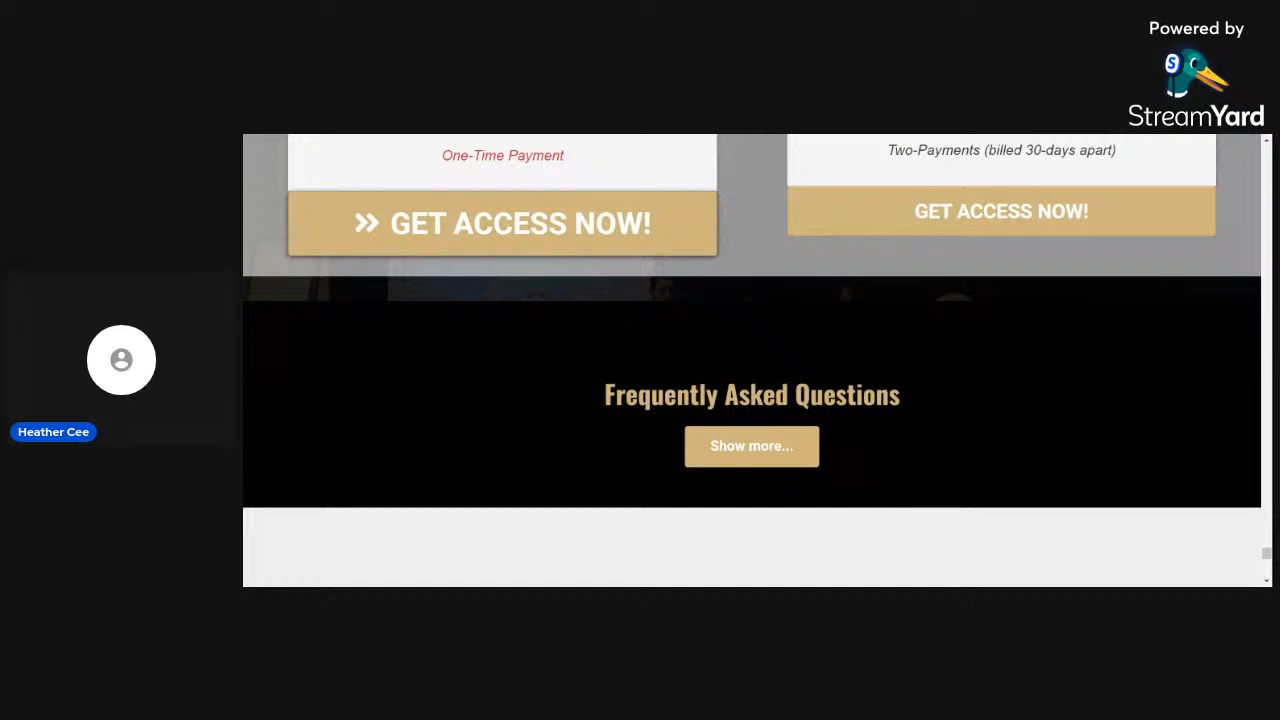 Powered by
StreamYard
One-Time Payment
Two-Payments (billed 30-days apart)
GET ACCESS NOW!
GET ACCESS NOW!
Frequently Asked Questions
Show more...
Heather Cee